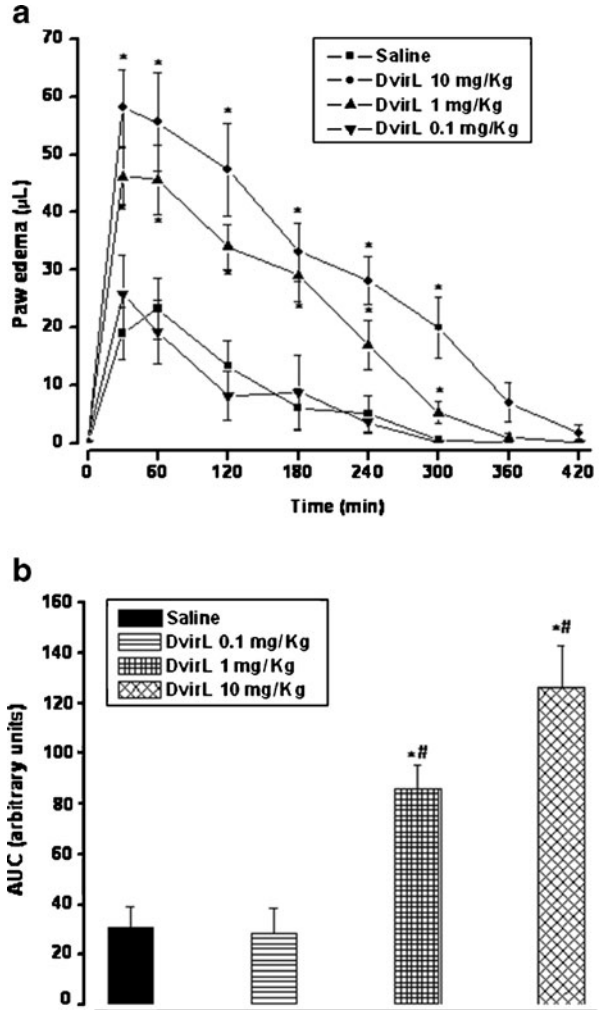 a
70
60
50
40
30
20
10
0
Paw edema (µL)
Saline
DvirL 10 mg/Kg
DvirL 1 mg/Kg
DvirL 0.1 mg/Kg
* * * * * *
* * * * * *
0 60 120 180 240 300 360 420
Time (min)
b
160
140
120
100
80
60
40
20
0
AUC (arbitrary units)
Saline
DvirL 0.1 mg/Kg
DvirL 1 mg/Kg
DvirL 10 mg/Kg
*#
*#